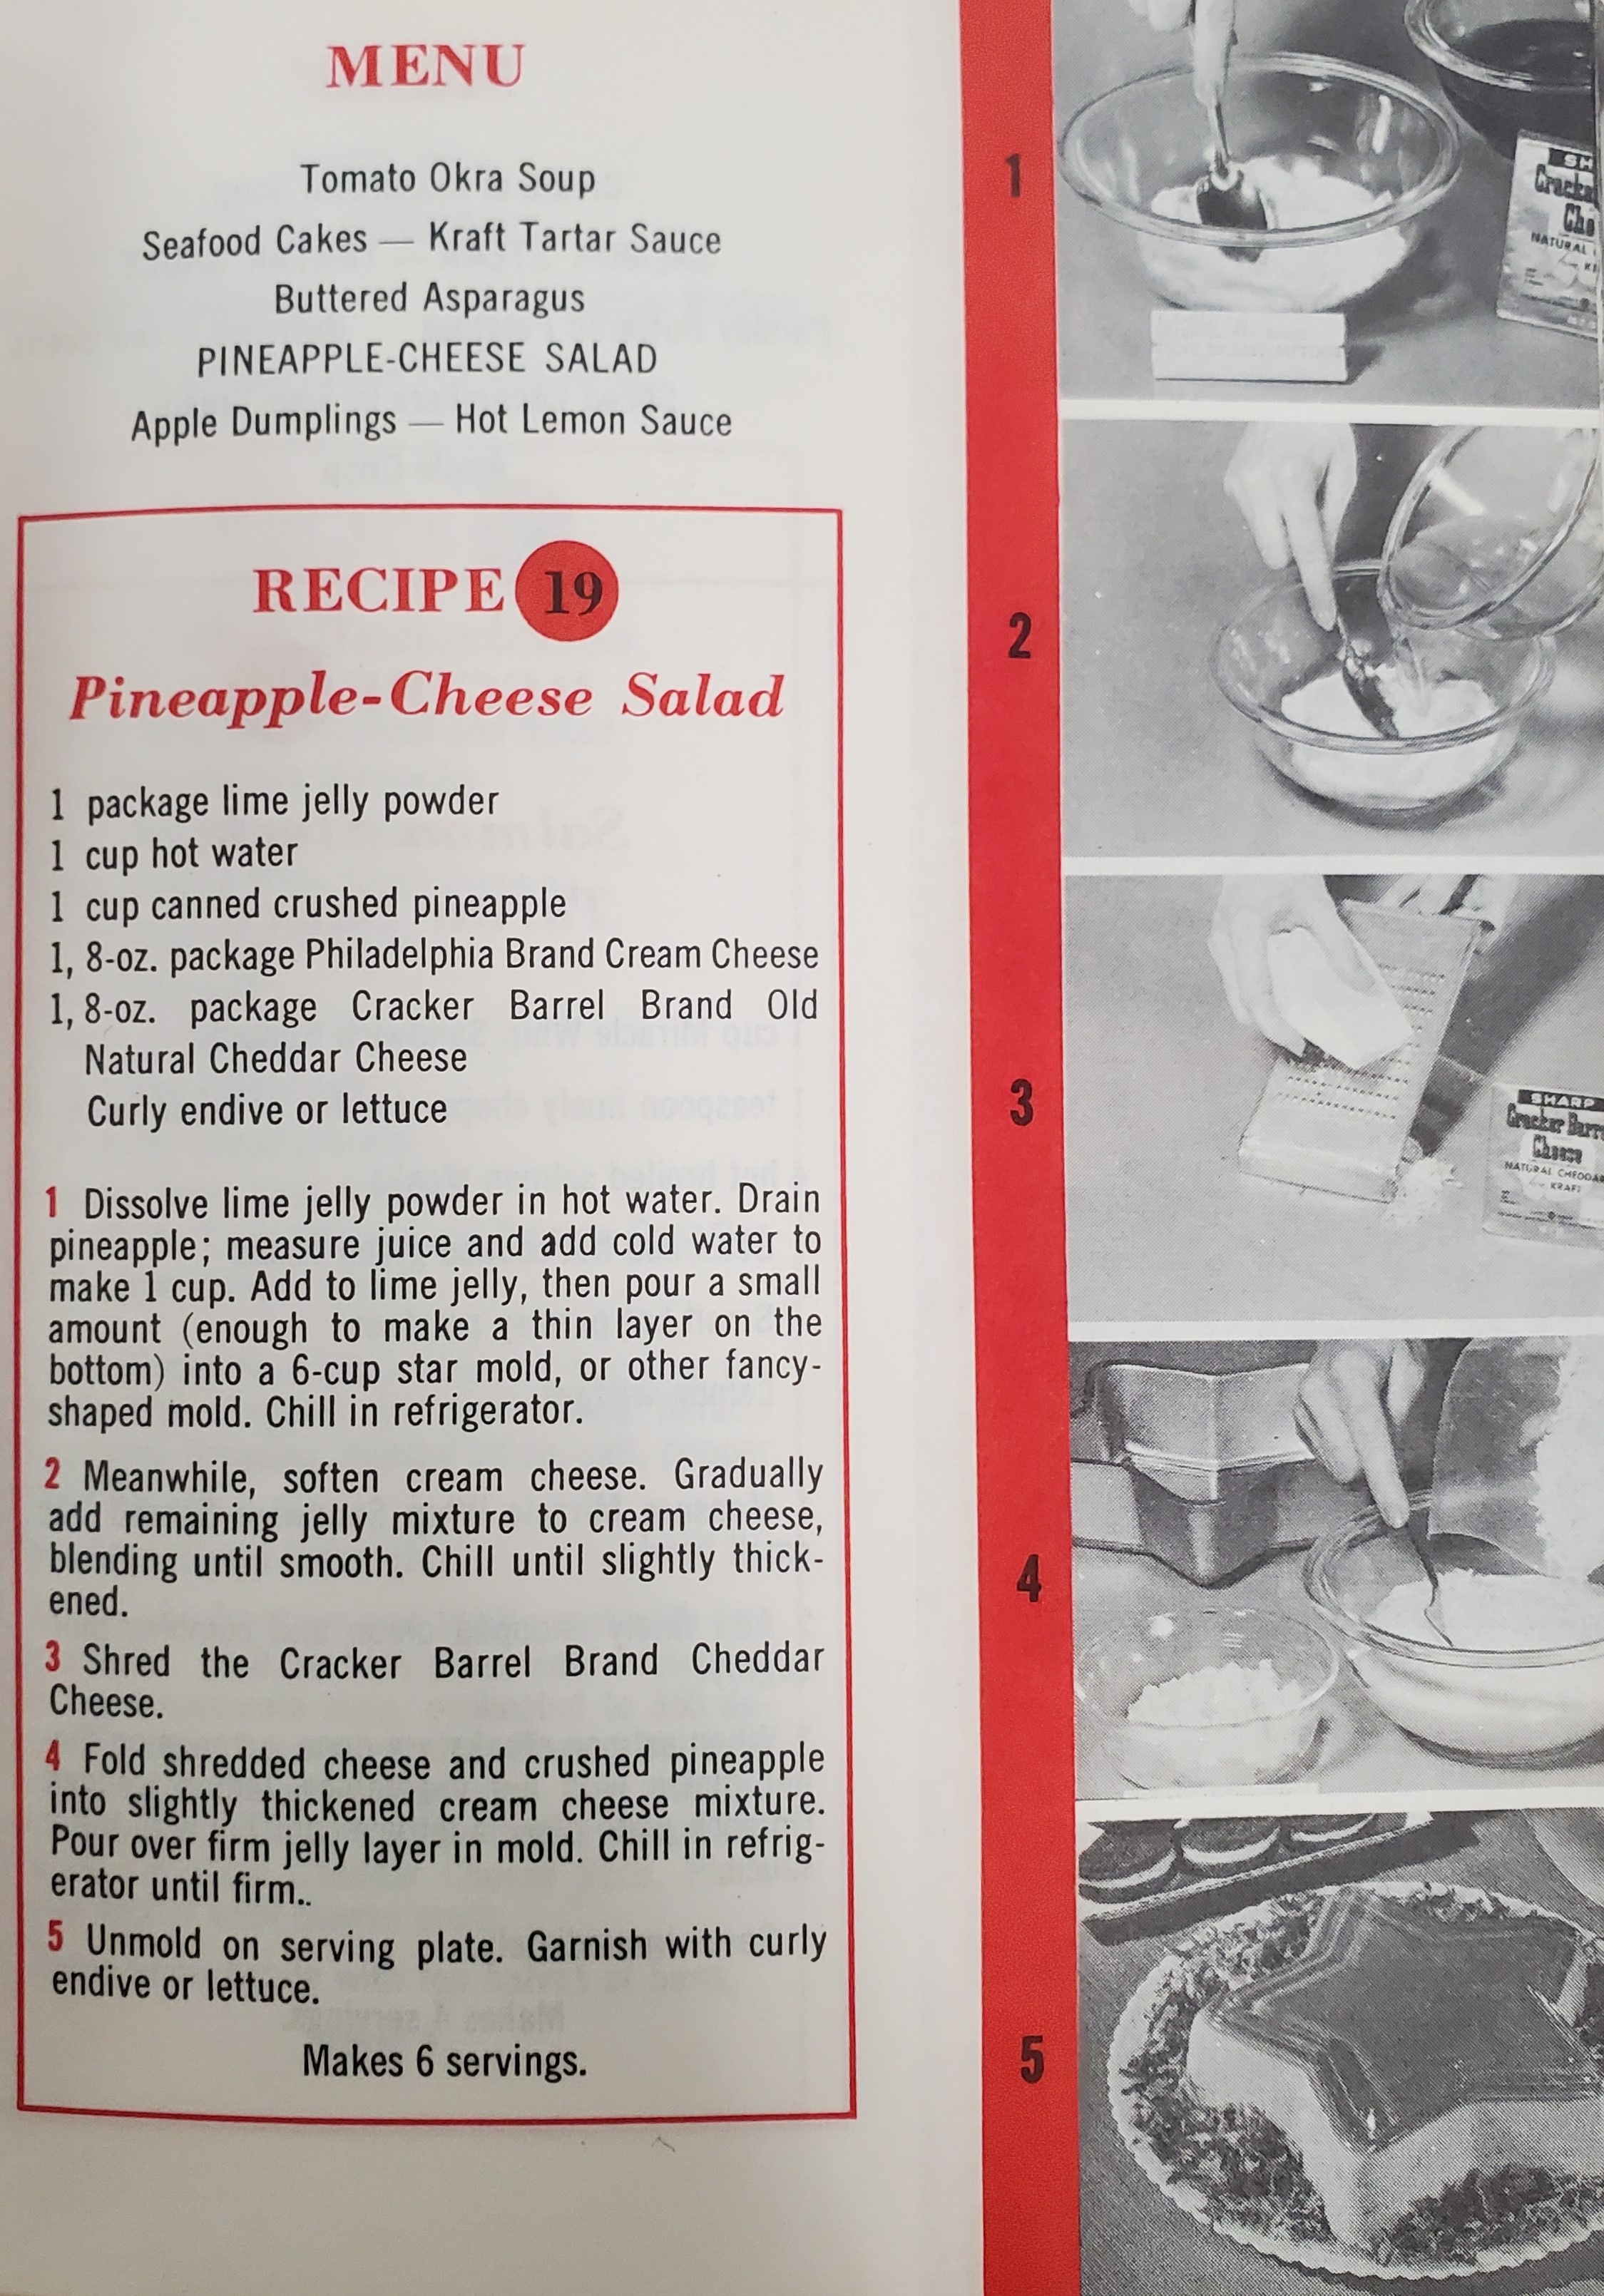 MENU
Tomato Okra Soup
Seafood Cakes — Kraft Tartar Sauce
Buttered Asparagus
PINEAPPLE-CHEESE SALAD
Apple Dumplings — Hot Lemon Sauce
RECIPE 19
Pineapple-Cheese Salad
1 package lime jelly powder
1 cup hot water
1 cup canned crushed pineapple
1, 8-oz. package Philadelphia Brand Cream Cheese
1, 8-oz. package Cracker Barrel Brand Old
Natural Cheddar Cheese
Curly endive or lettuce
1 Dissolve lime jelly powder in hot water. Drain
pineapple; measure juice and add cold water to
make 1 cup. Add to lime jelly, then pour a small
amount (enough to make a thin layer on the
bottom) into a 6-cup star mold, or other fancy-
shaped mold. Chill in refrigerator.
2 Meanwhile, soften cream cheese. Gradually
add remaining jelly mixture to cream cheese,
blending until smooth. Chill until slightly thick-
ened.
3 Shred the Cracker Barrel Brand Cheddar
Cheese.
4 Fold shredded cheese and crushed pineapple
into slightly thickened cream cheese mixture.
Pour over firm jelly layer in mold. Chill in refrig-
erator until firm..
5 Unmold on serving plate. Garnish with curly
endive or lettuce.
Makes 6 servings.
1
SH
Cracke
Che
NATURAL
K
2
3
SHARP
Cracker Barre
Cheese
NATURAL CHEDDAR
KRAFT
4
5